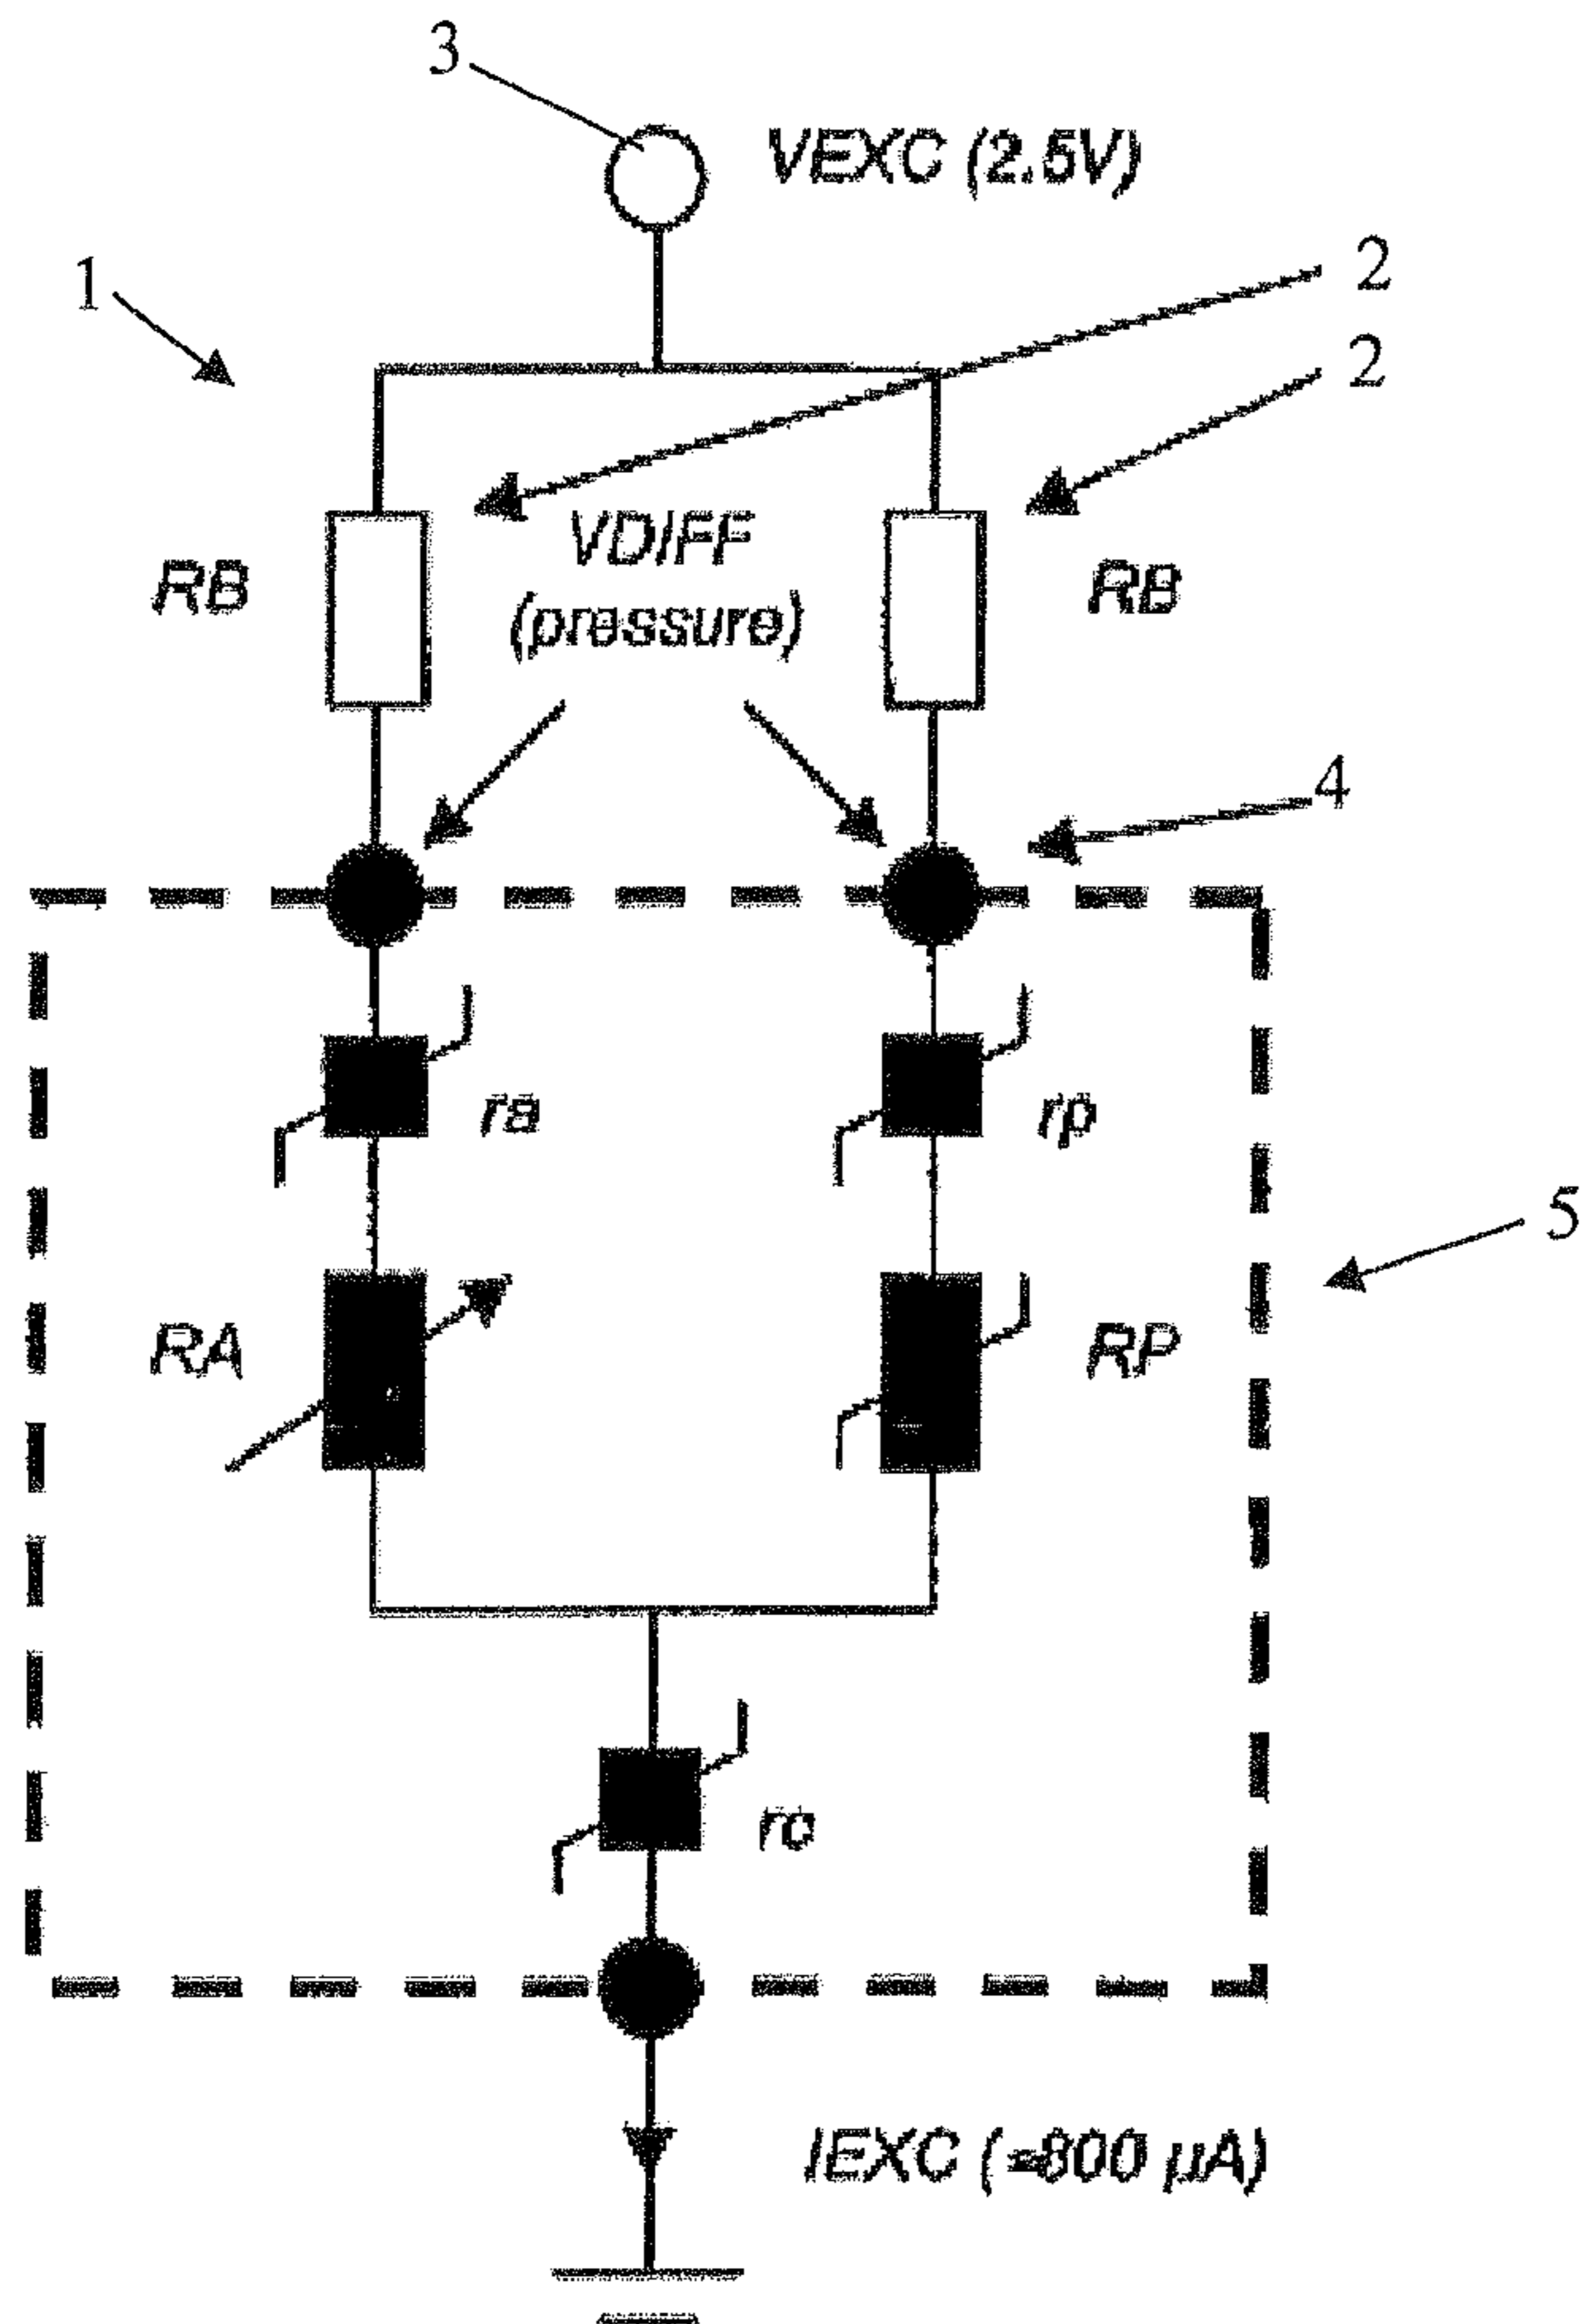 3
VEXC (2.5V)
1
2
2
VDIFF
(pressure)
RB
RB
4
ra
rp
5
RA
RP
rc
IEXC (≈800 µA)